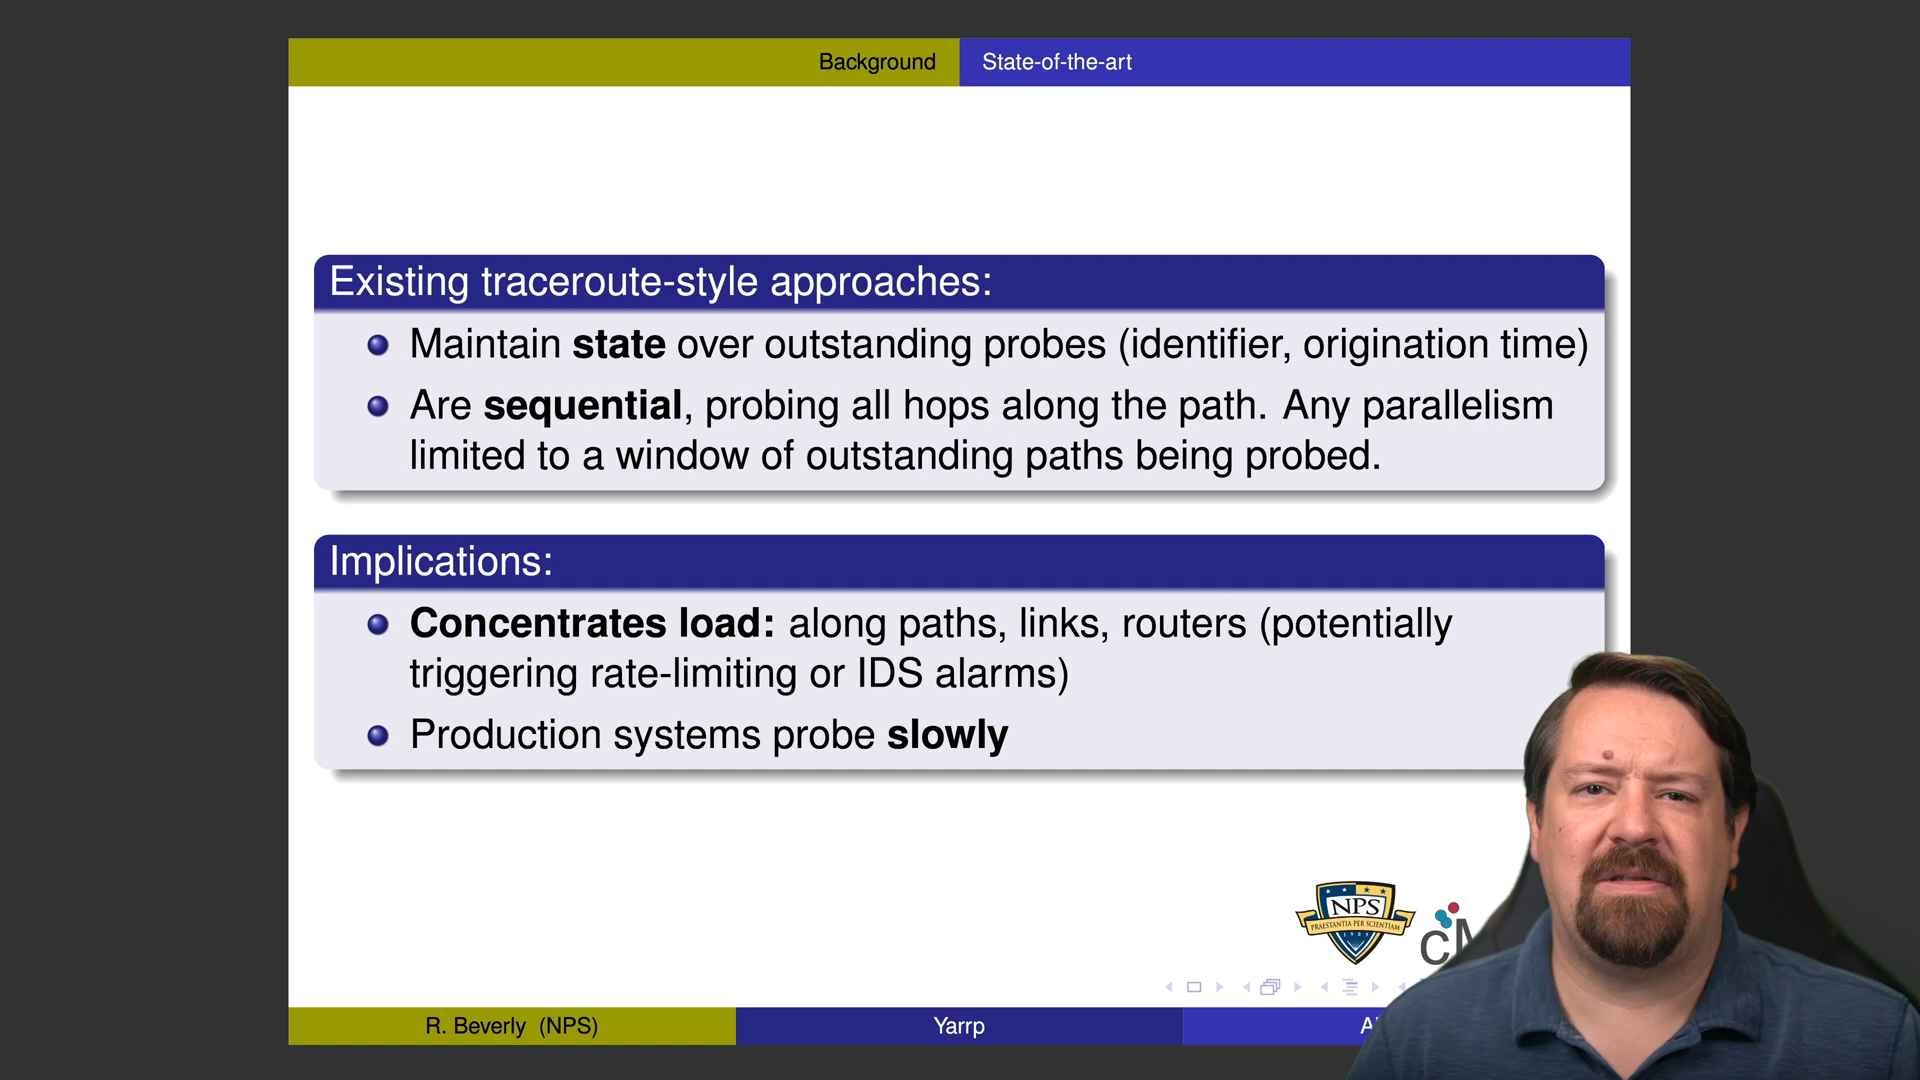 Background State-of-the-art
Existing traceroute-style approaches:
Maintain state over outstanding probes (identifier, origination time)
Are sequential, probing all hops along the path. Any parallelism
limited to a window of outstanding paths being probed.
Implications:
Concentrates load: along paths, links, routers (potentially
triggering rate-limiting or IDS alarms)
Production systems probe slowly
NPS
PRAESTANTIA PER SCIENTIAM
1909
R. Beverly (NPS) Yarrp